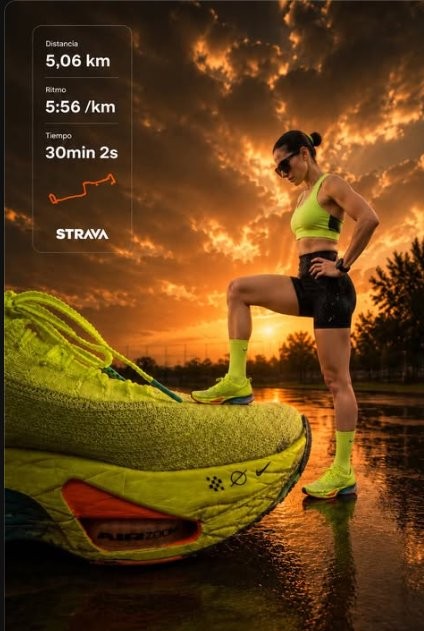 Distancia
5,06 km
Ritmo
5:56 /km
Tiempo
30min 2s
STRAVA